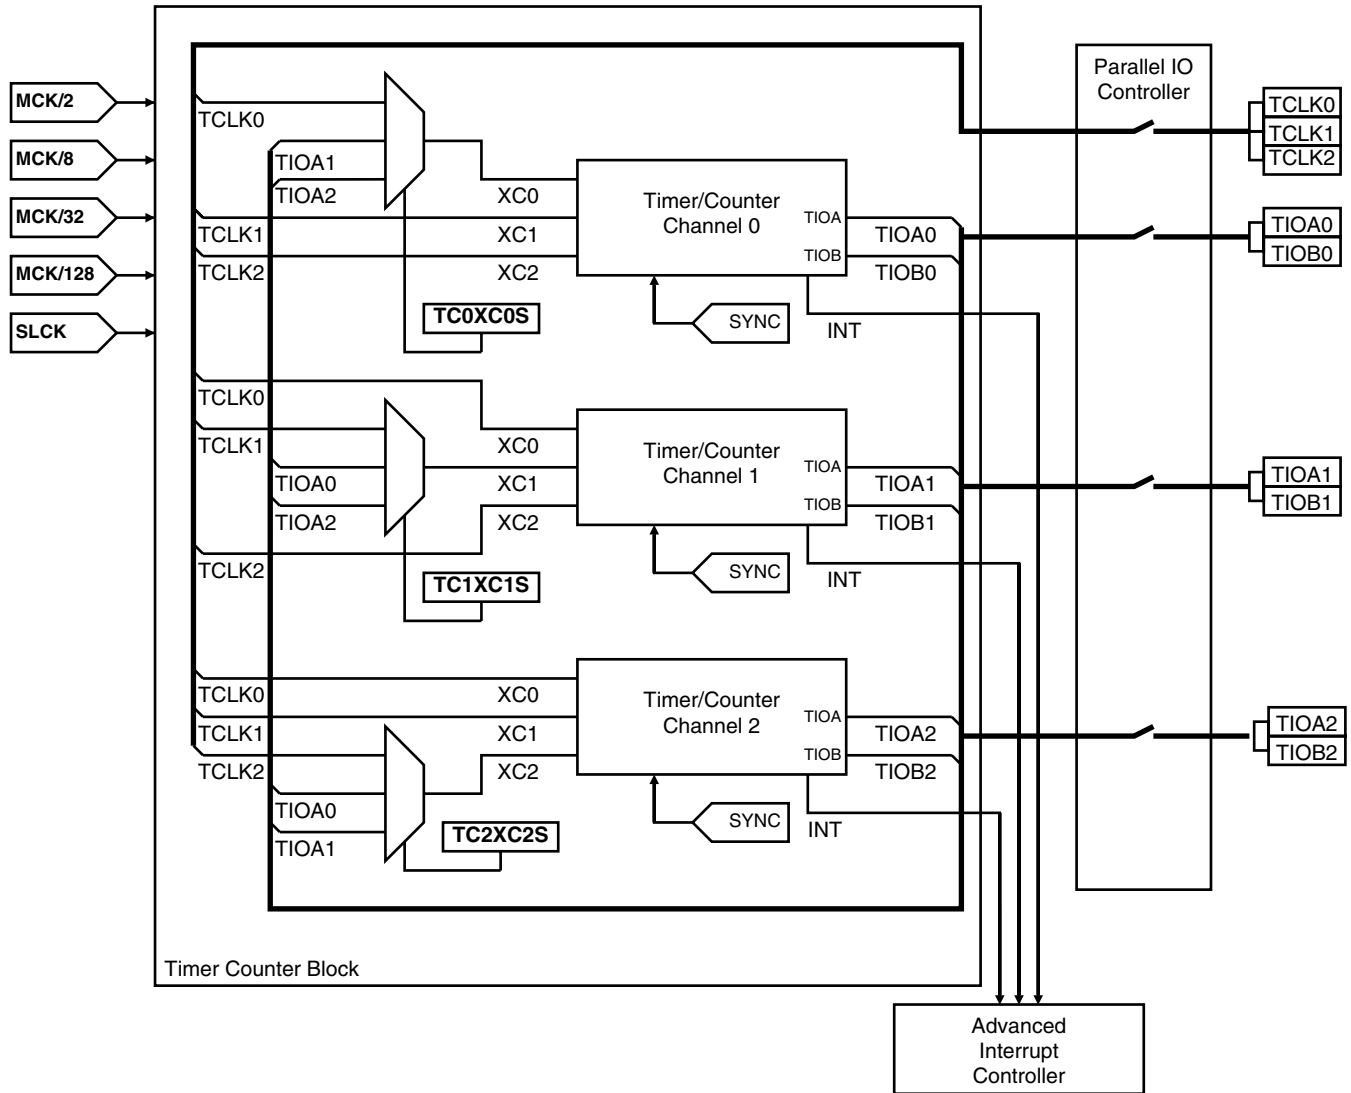 MCK/2
MCK/8
MCK/32
MCK/128
SLCK
TCLK0
TIOA1
TIOA2
TCLK1
TCLK2
XC0
XC1
XC2
Timer/Counter
Channel 0
TIOA
TIOB
TIOA0
TIOB0
TC0XC0S
SYNC
INT
TCLK0
TCLK1
TIOA0
TIOA2
TCLK2
XC0
XC1
XC2
Timer/Counter
Channel 1
TIOA
TIOB
TIOA1
TIOB1
TC1XC1S
SYNC
INT
TCLK0
TCLK1
TCLK2
TIOA0
TIOA1
XC0
XC1
XC2
Timer/Counter
Channel 2
TIOA
TIOB
TIOA2
TIOB2
TC2XC2S
SYNC
INT
Timer Counter Block
Parallel IO
Controller
TCLK0
TCLK1
TCLK2
TIOA0
TIOB0
TIOA1
TIOB1
TIOA2
TIOB2
Advanced
Interrupt
Controller